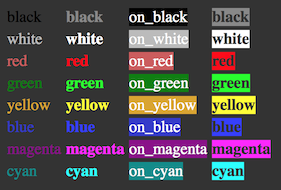 black black on_black black
white white on_white white
red red on_red red
green green on_green green
yellow yellow on_yellow yellow
blue blue on_blue blue
magenta magenta on_magenta magenta
cyan cyan on_cyan cyan